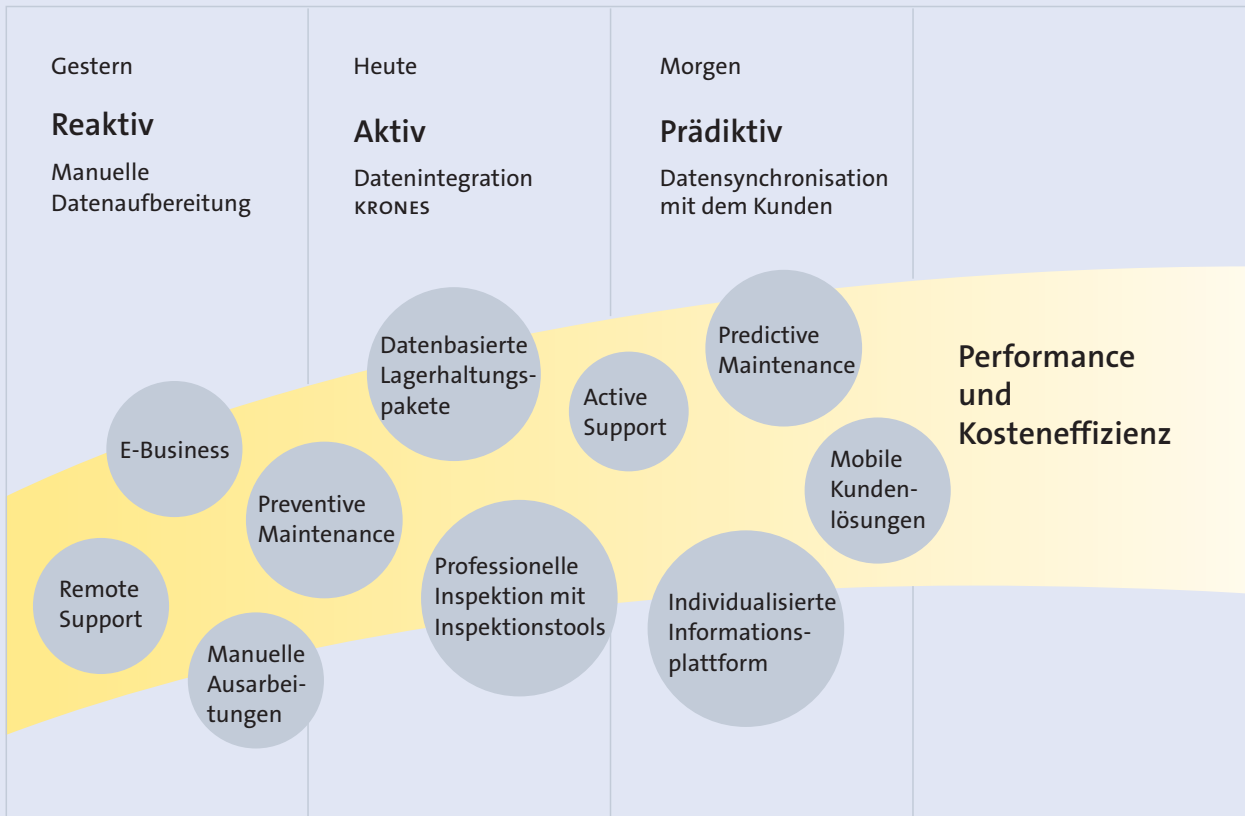 Gestern
Reaktiv
Manuelle
Datenaufbereitung
Heute
Aktiv
Datenintegration
KRONES
Morgen
Prädiktiv
Datensynchronisation
mit dem Kunden
E-Business
Remote
Support
Manuelle
Ausarbei-
tungen
Preventive
Maintenance
Datenbasierte
Lagerhaltungs-
pakete
Professionelle
Inspektion mit
Inspektionstools
Active
Support
Predictive
Maintenance
Mobile
Kunden-
lösungen
Individualisierte
Informations-
plattform
Performance
und
Kosteneffizienz